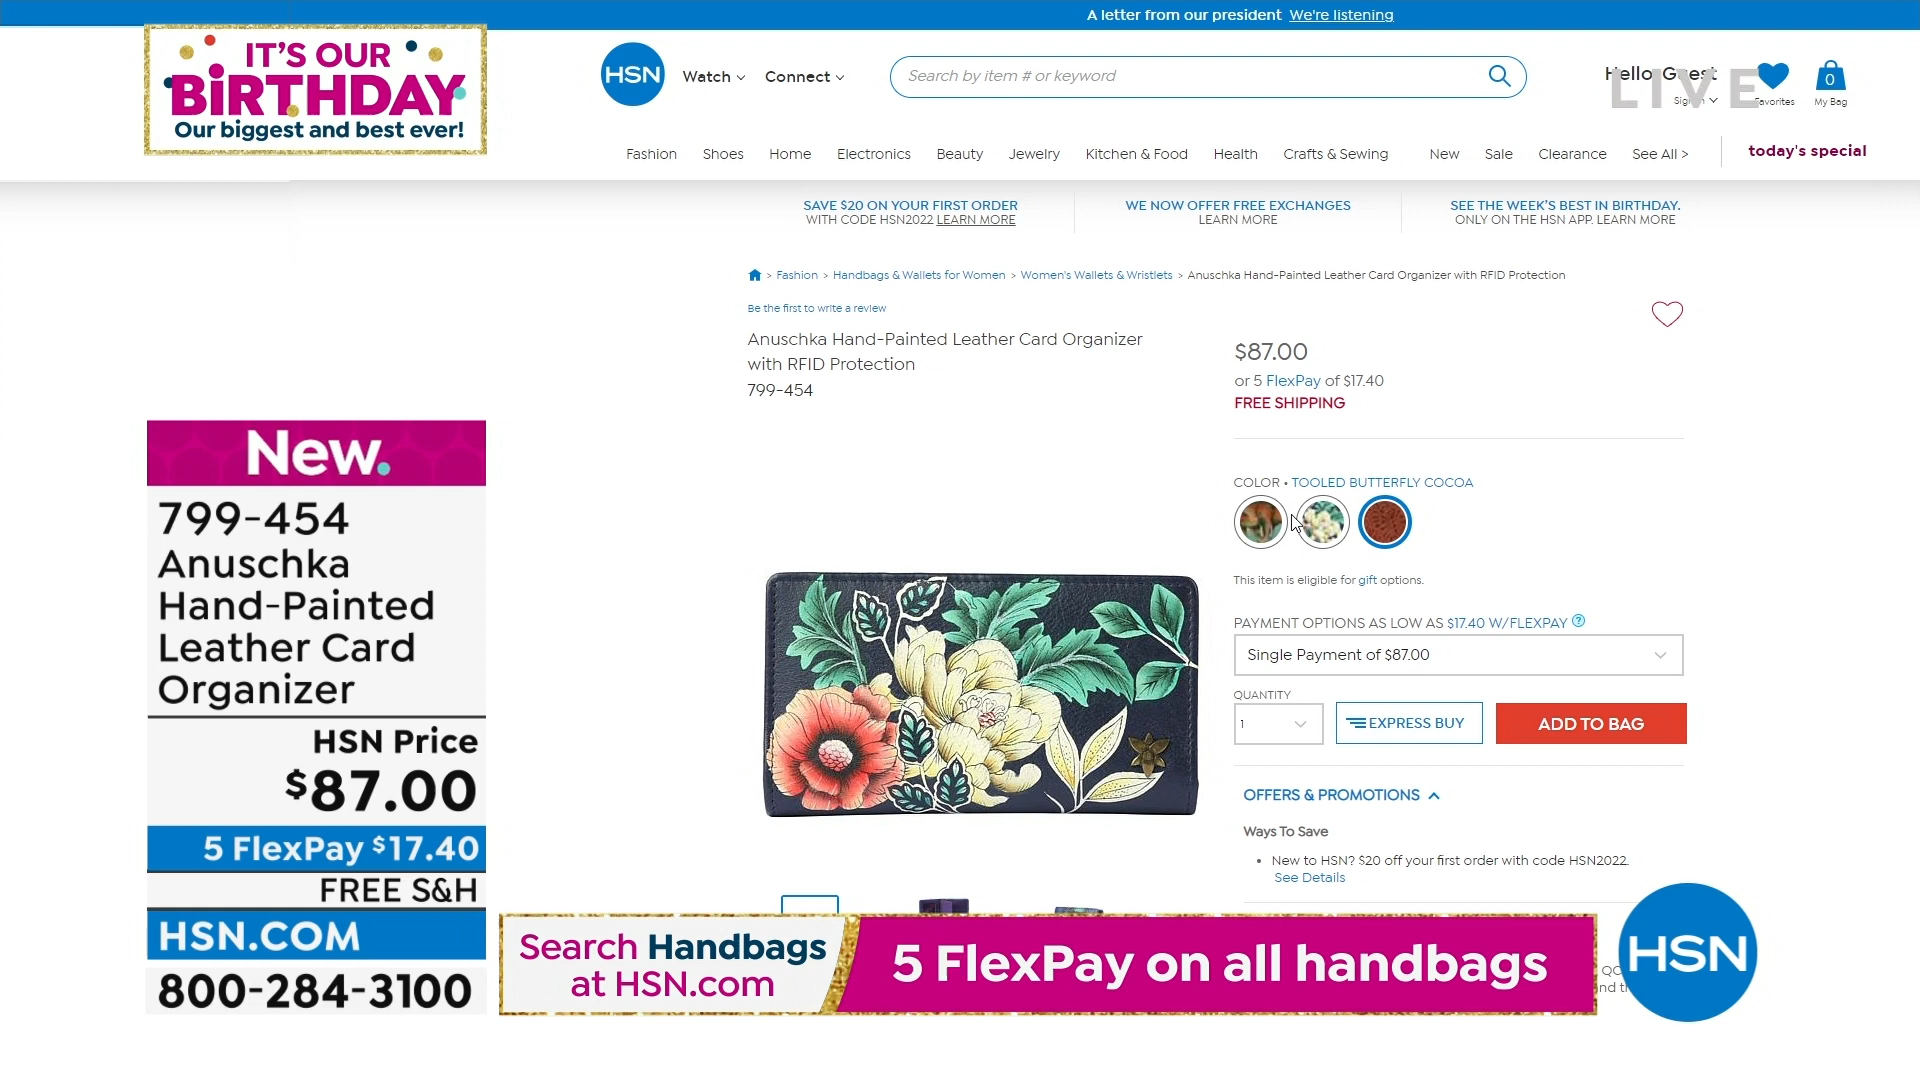 A letter from our president We're listening
IT'S OUR
BiRTHDAY
Our biggest and best ever!
HSN
Watch
Connect
Search by item # or keyword
Hello, Guest
LIVE
Favorites
0
My Bag
Fashion Shoes Home Electronics Beauty Jewelry Kitchen & Food Health Crafts & Sewing New Sale Clearance See All >
today's special
SAVE $20 ON YOUR FIRST ORDER
WITH CODE HSN2022 LEARN MORE
WE NOW OFFER FREE EXCHANGES
LEARN MORE
SEE THE WEEK'S BEST IN BIRTHDAY.
ONLY ON THE HSN APP. LEARN MORE
> Fashion > Handbags & Wallets for Women > Women's Wallets & Wristlets > Anuschka Hand-Painted Leather Card Organizer with RFID Protection
Be the first to write a review
Anuschka Hand-Painted Leather Card Organizer
with RFID Protection
799-454
$87.00
or 5 FlexPay of $17.40
FREE SHIPPING
COLOR • TOOLED BUTTERFLY COCOA
This item is eligible for gift options.
PAYMENT OPTIONS AS LOW AS $17.40 W/FLEXPAY ?
Single Payment of $87.00
QUANTITY
1
EXPRESS BUY
ADD TO BAG
OFFERS & PROMOTIONS
Ways To Save
• New to HSN? $20 off your first order with code HSN2022.
See Details
New.
799-454
Anuschka
Hand-Painted
Leather Card
Organizer
HSN Price
$87.00
5 FlexPay $17.40
FREE S&H
HSN.COM
800-284-3100
Search Handbags
at HSN.com
5 FlexPay on all handbags
HSN